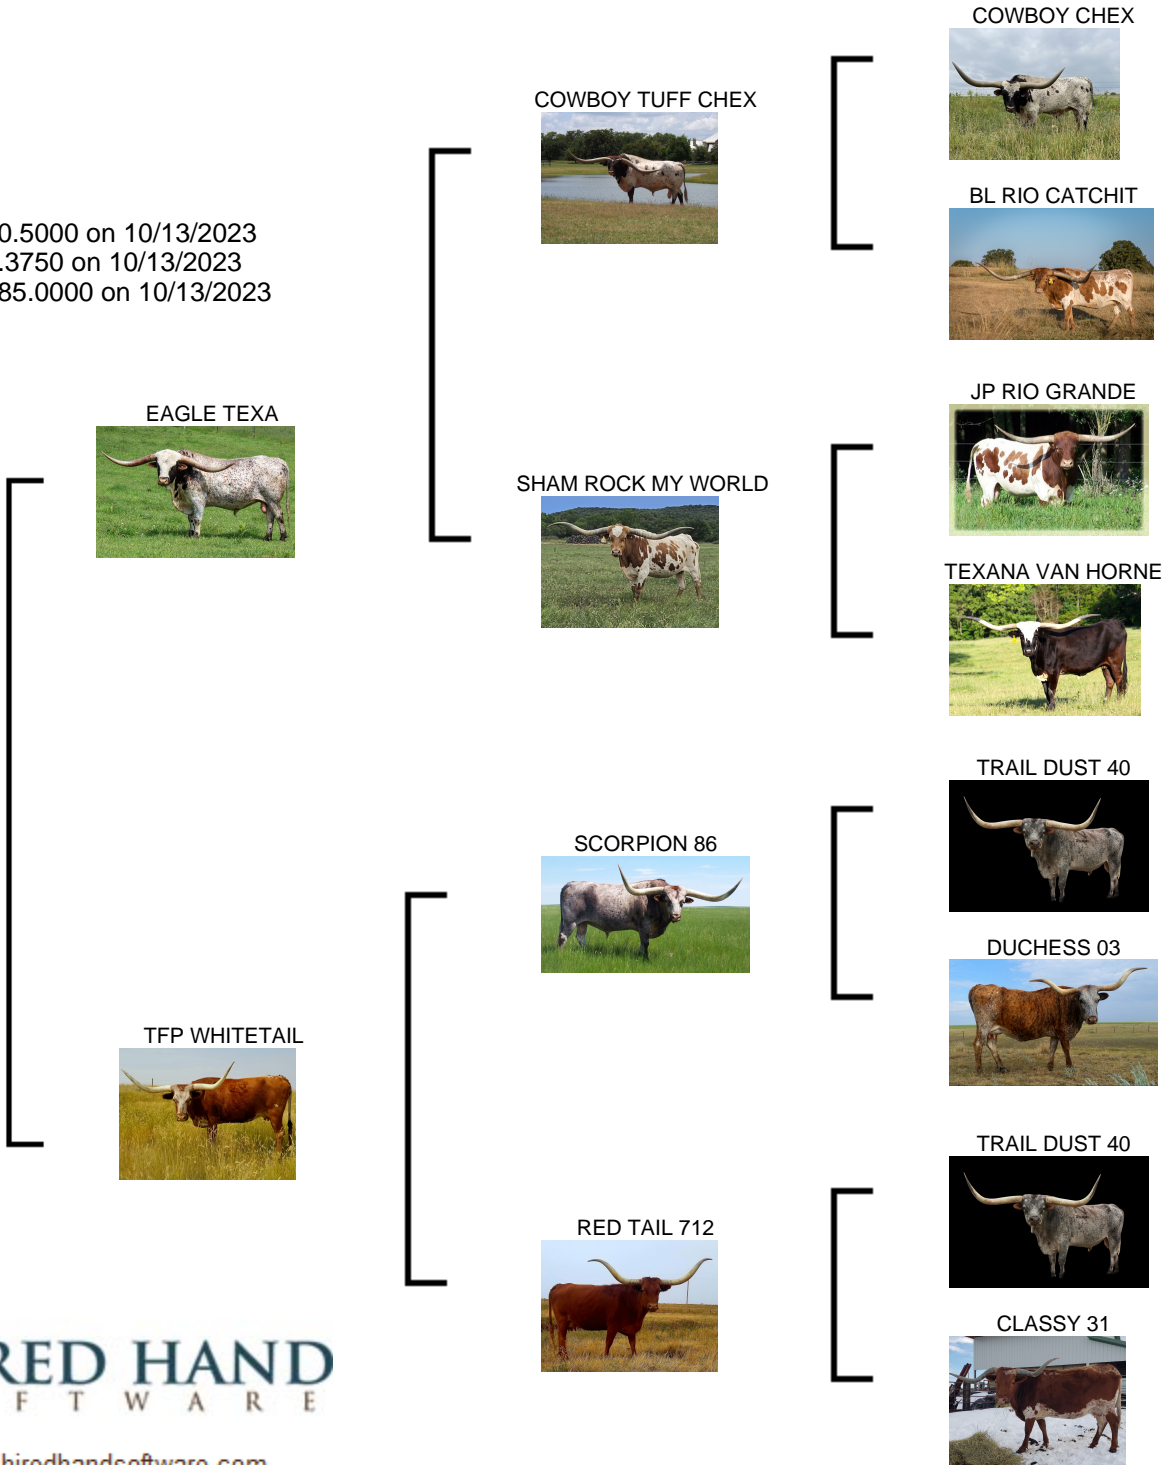 COWBOY CHEX
COWBOY TUFF CHEX
BL RIO CATCHIT
0.5000 on 10/13/2023
.3750 on 10/13/2023
85.0000 on 10/13/2023
JP RIO GRANDE
EAGLE TEXA
SHAM ROCK MY WORLD
TEXANA VAN HORNE
TRAIL DUST 40
SCORPION 86
DUCHESS 03
TFP WHITETAIL
TRAIL DUST 40
RED TAIL 712
CLASSY 31
RED HAND
F T W A R E
hiredhandsoftware.com